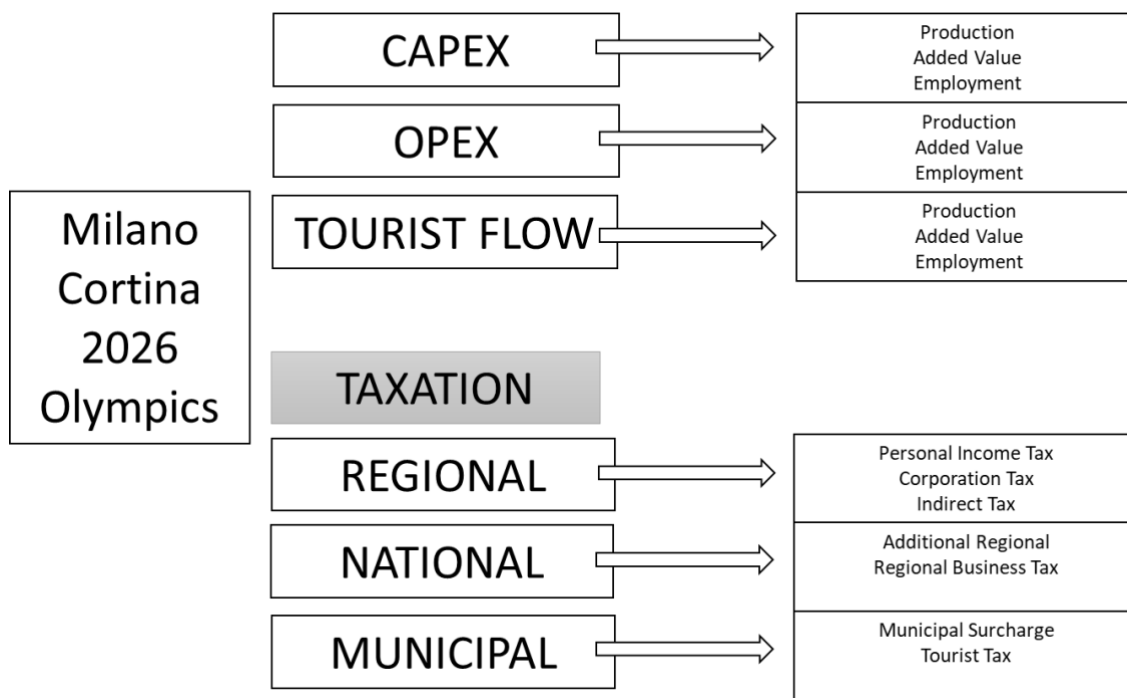 Milano
Cortina
2026
Olympics
CAPEX
Production
Added Value
Employment
OPEX
Production
Added Value
Employment
TOURIST FLOW
Production
Added Value
Employment
TAXATION
REGIONAL
Personal Income Tax
Corporation Tax
Indirect Tax
NATIONAL
Additional Regional
Regional Business Tax
MUNICIPAL
Municipal Surcharge
Tourist Tax